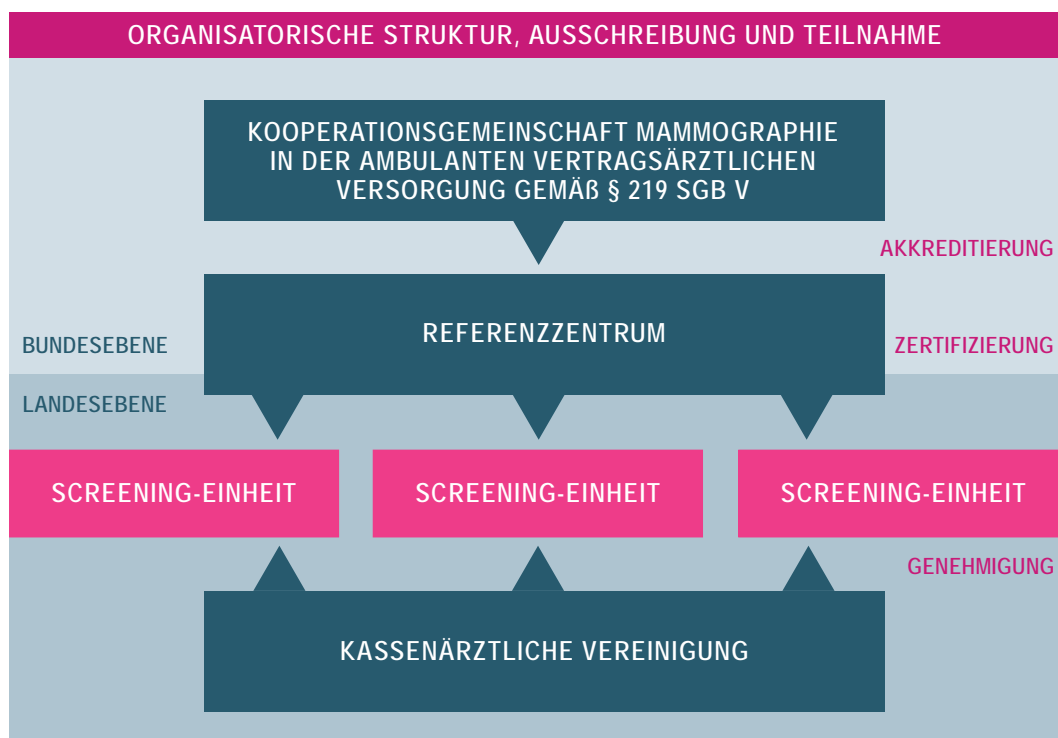 ORGANISATORISCHE STRUKTUR, AUSSCHREIBUNG UND TEILNAHME
KOOPERATIONSGEMEINSCHAFT MAMMOGRAPHIE
IN DER AMBULANTEN VERTRAGSÄRZTLICHEN
VERSORGUNG GEMÄß § 219 SGB V
AKKREDITIERUNG
REFERENZZENTRUM
BUNDESEBENE
ZERTIFIZIERUNG
LANDESEBENE
SCREENING-EINHEIT
SCREENING-EINHEIT
SCREENING-EINHEIT
GENEHMIGUNG
KASSENÄRZTLICHE VEREINIGUNG